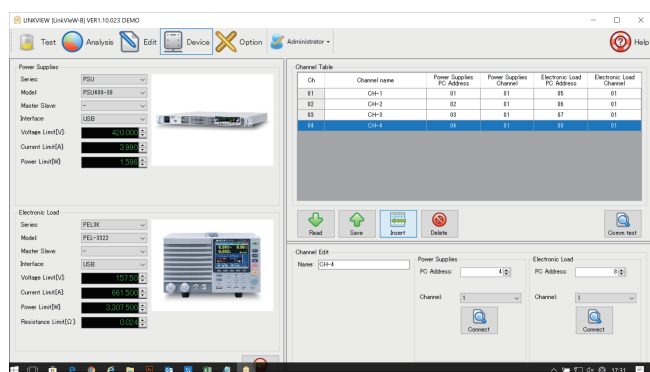 LINKVIEW [LinkVIeW-B] VER1.10.023 DEMO
Test Analysis Edit Device Option Administrator Help
Power Supplies
Series: PSU
Model: PSU400-38
Master Slave: -
Interface: USB
Voltage Limit[V]: 420.000
Current Limit[A]: 3.990
Power Limit[W]: 1,596
Electronic Load
Series: PEL3K
Model: PEL-3322
Master Slave: -
Interface: USB
Voltage Limit[V]: 157.50
Current Limit[A]: 661.500
Power Limit[W]: 3,307.500
Resistance Limit[Ω]: 0.024
Channel Table
Ch Channel name Power Supplies PC Address Power Supplies Channel Electronic Load PC Address Electronic Load Channel
01 CH-1 01 01 05 01
02 CH-2 02 01 06 01
03 CH-3 03 01 07 01
04 CH-4 04 01 08 01
Read Save Insert Delete Comm test
Channel Edit
Name: CH-4
Power Supplies
PC Address: 4
Channel: 1
Connect
Electronic Load
PC Address: 8
Channel: 1
Connect
17:31